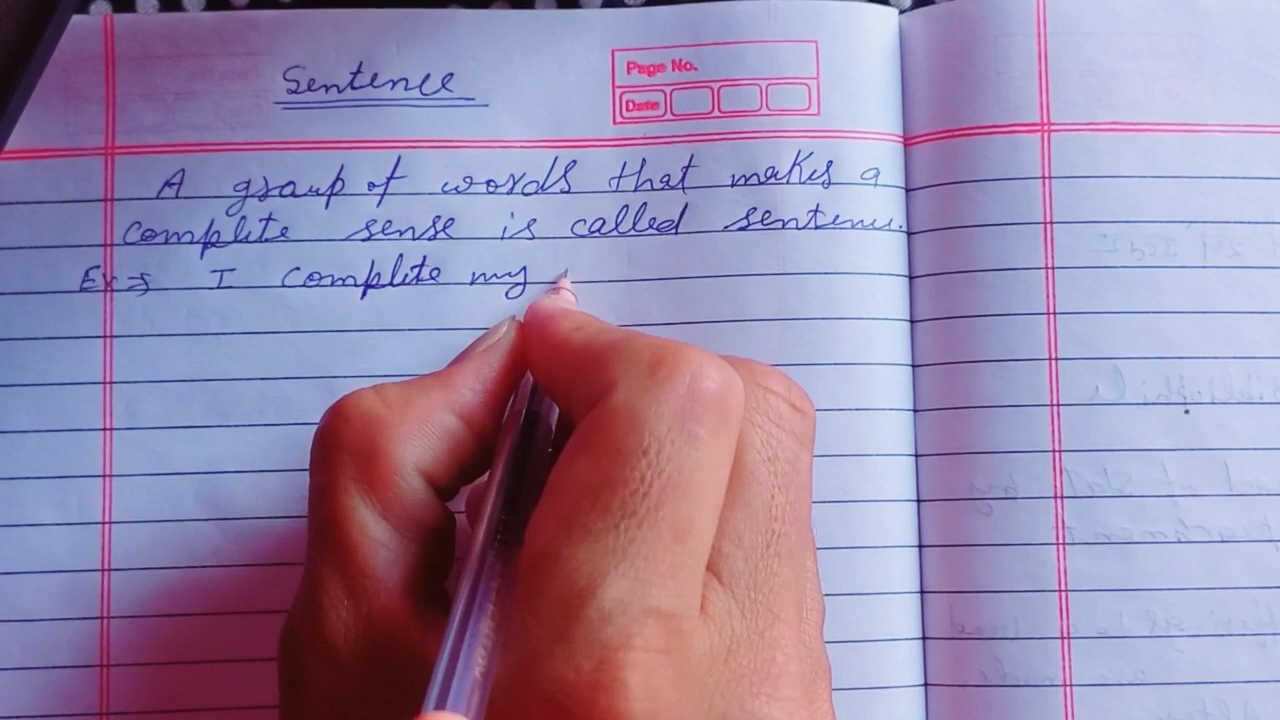 Sentence
Page No.
Date
A group of words that makes a
complete sense is called sentence.
Ex ⇒ I complete my